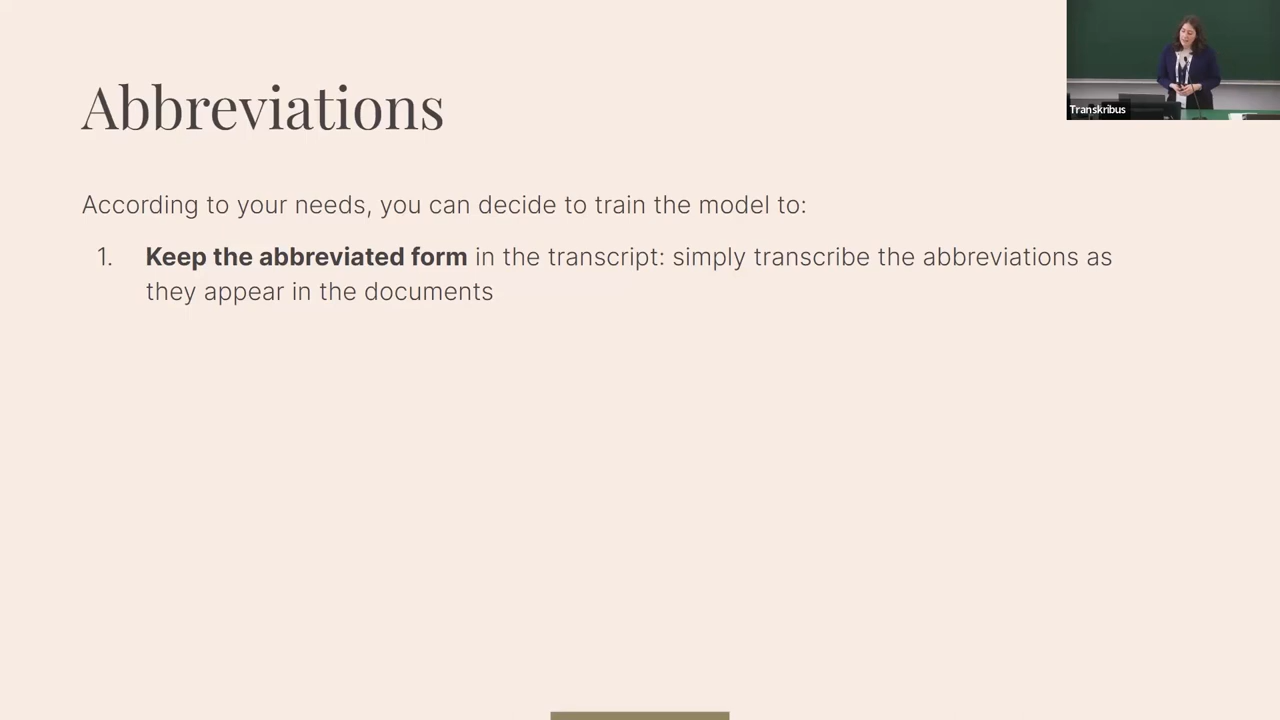 Abbreviations
Transkribus
According to your needs, you can decide to train the model to:
1. Keep the abbreviated form in the transcript: simply transcribe the abbreviations as
they appear in the documents